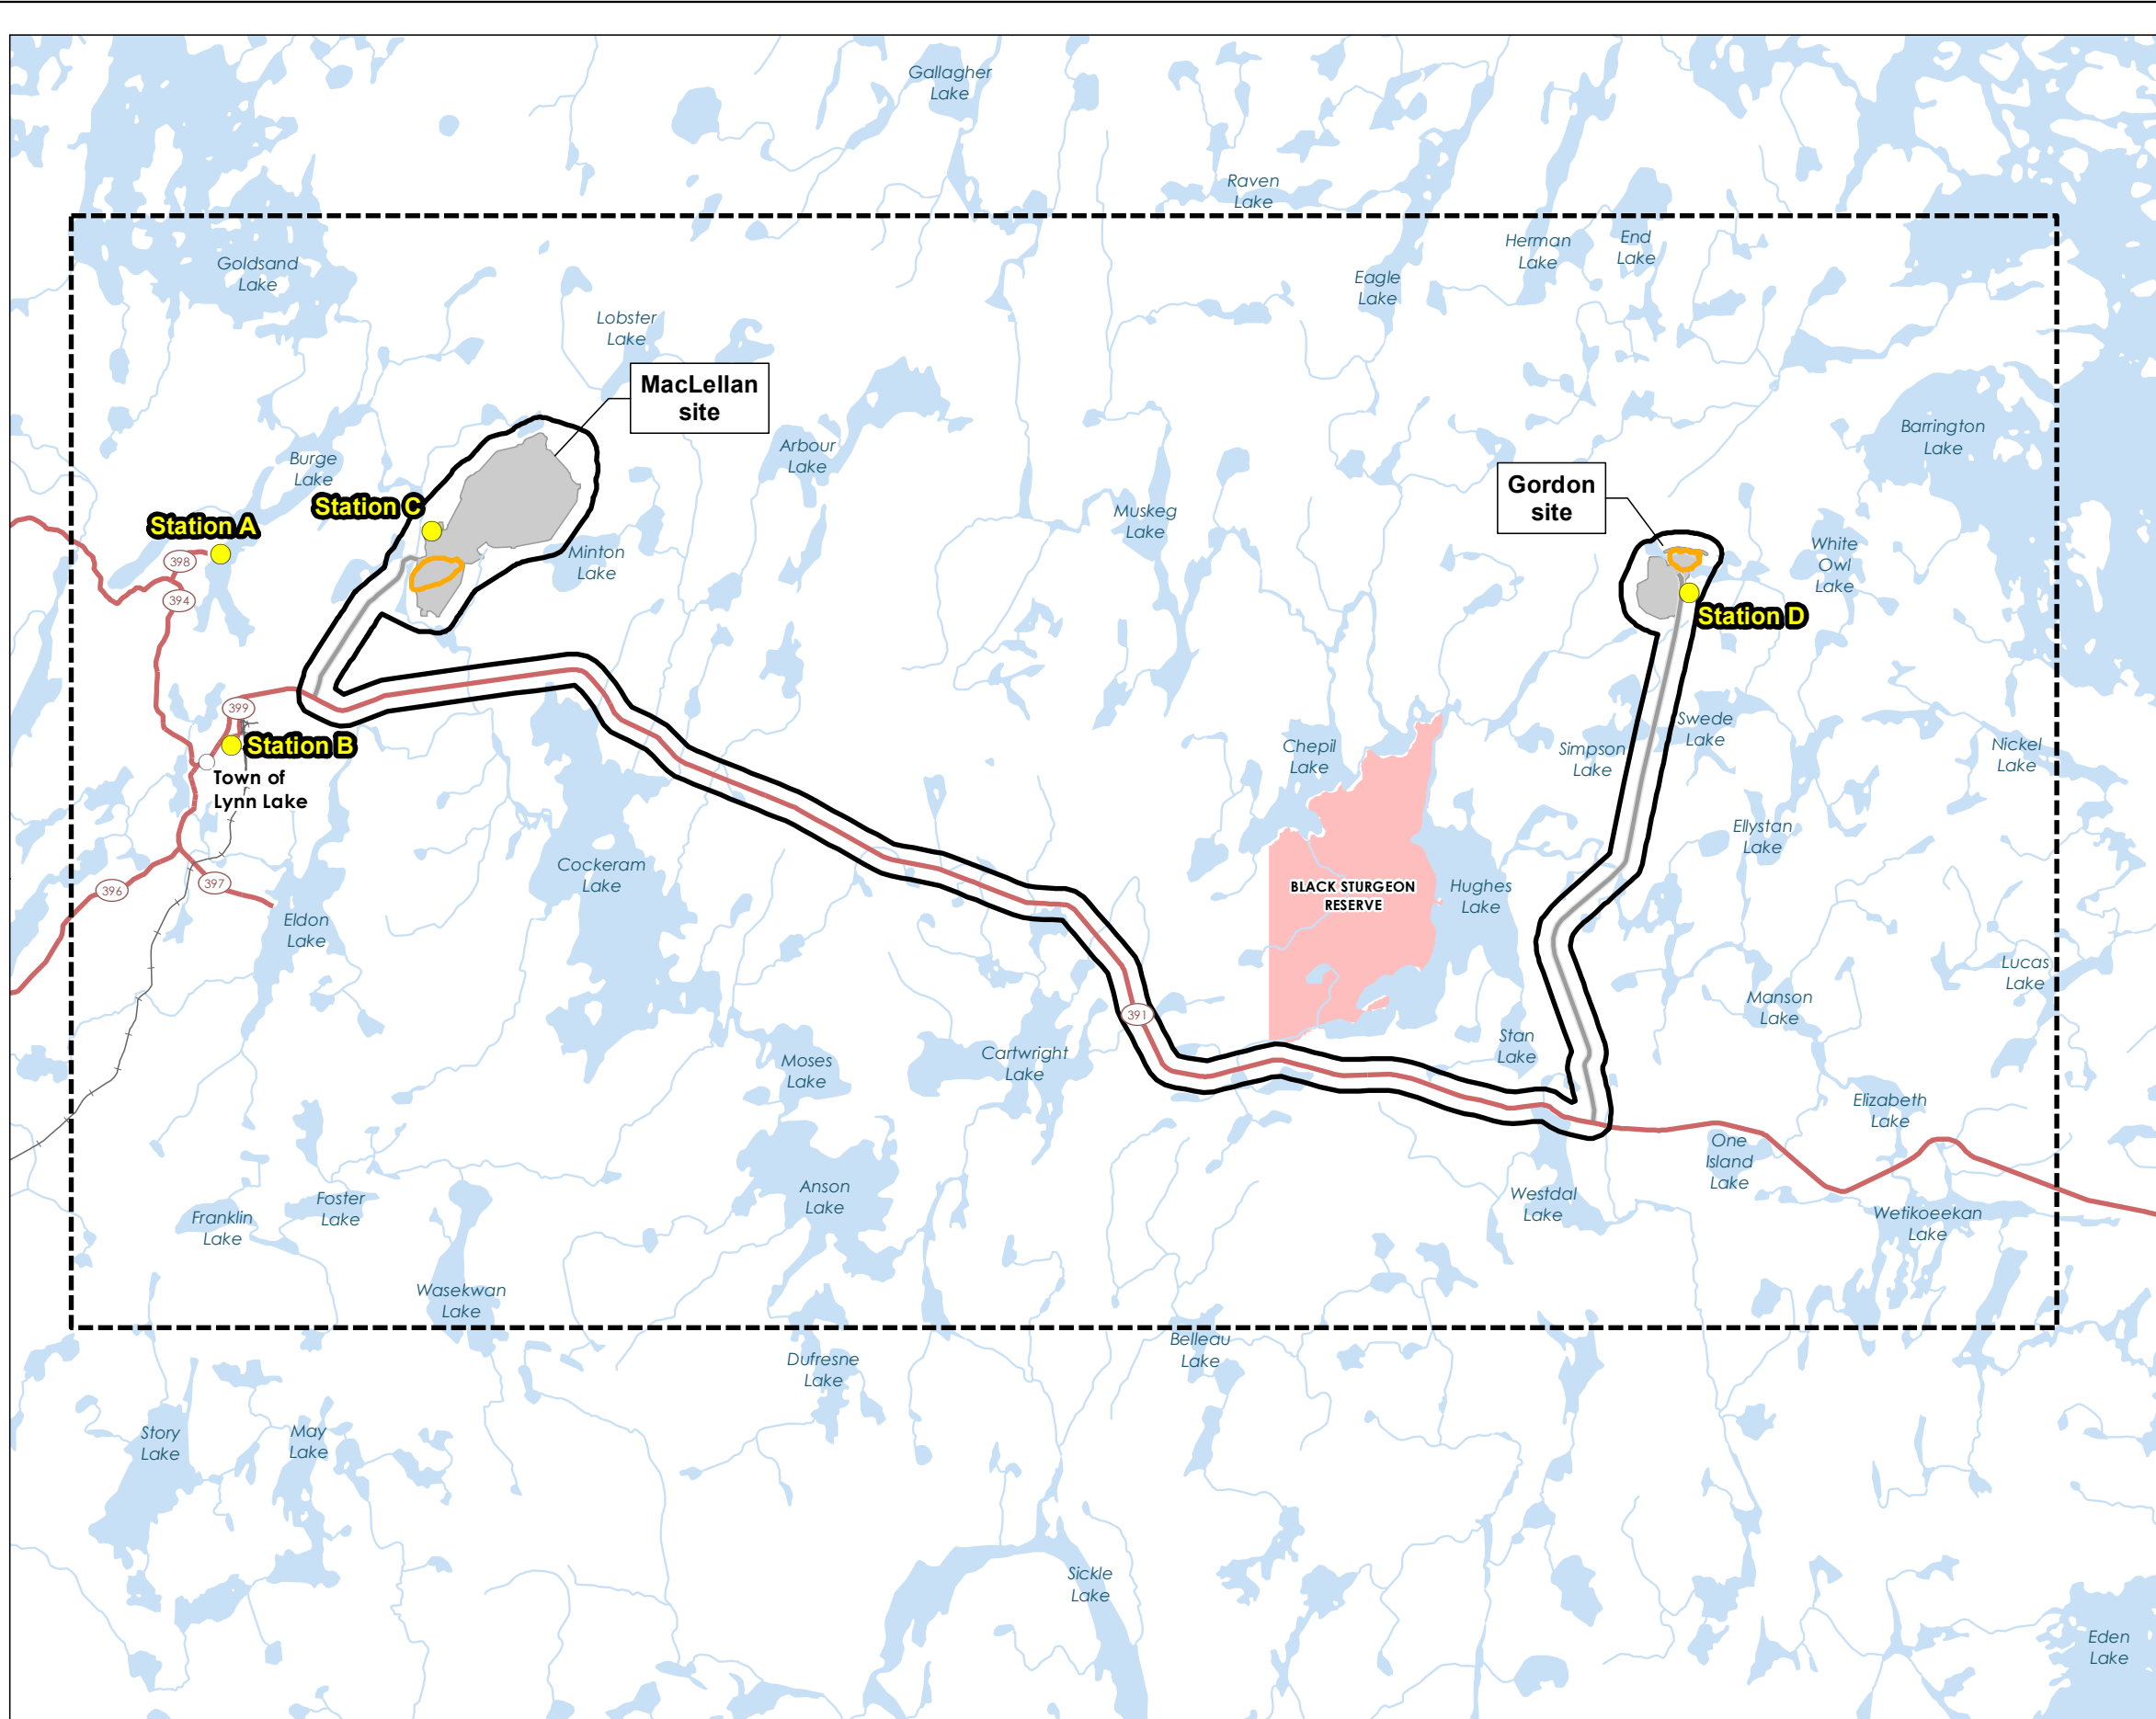 Gallagher
Lake
Raven
Lake
Herman
Lake
End
Lake
Goldsand
Lake
Eagle
Lake
Lobster
Lake
MacLellan
site
Barrington
Lake
Arbour
Lake
Burge
Lake
Station C
Gordon
site
Muskeg
Lake
Station A
398
Minton
Lake
White
Owl
Lake
394
Station D
399
Station B
Swede
Lake
Simpson
Lake
Chepil
Lake
Nickel
Lake
Town of
Lynn Lake
Ellystan
Lake
Cockeram
Lake
396
397
BLACK STURGEON
RESERVE
Hughes
Lake
Eldon
Lake
Lucas
Lake
Manson
Lake
391
Stan
Lake
Cartwright
Lake
Moses
Lake
Elizabeth
Lake
One
Island
Lake
Anson
Lake
Westdal
Lake
Foster
Lake
Franklin
Lake
Wetikoeekan
Lake
Wasekwan
Lake
Belleau
Lake
Dufresne
Lake
Story
Lake
May
Lake
Sickle
Lake
Eden
Lake